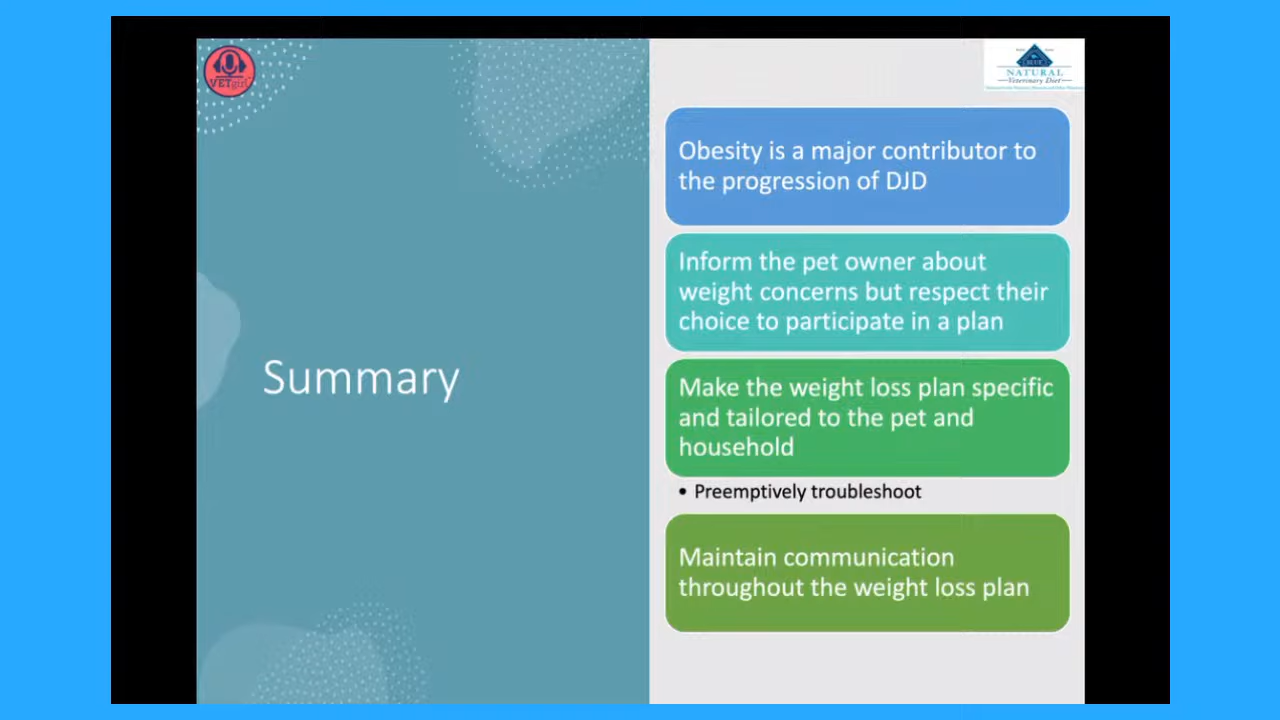 VETgirl
BLUE
NATURAL
Veterinary Diet
Summary
Obesity is a major contributor to
the progression of DJD
Inform the pet owner about
weight concerns but respect their
choice to participate in a plan
Make the weight loss plan specific
and tailored to the pet and
household
• Preemptively troubleshoot
Maintain communication
throughout the weight loss plan